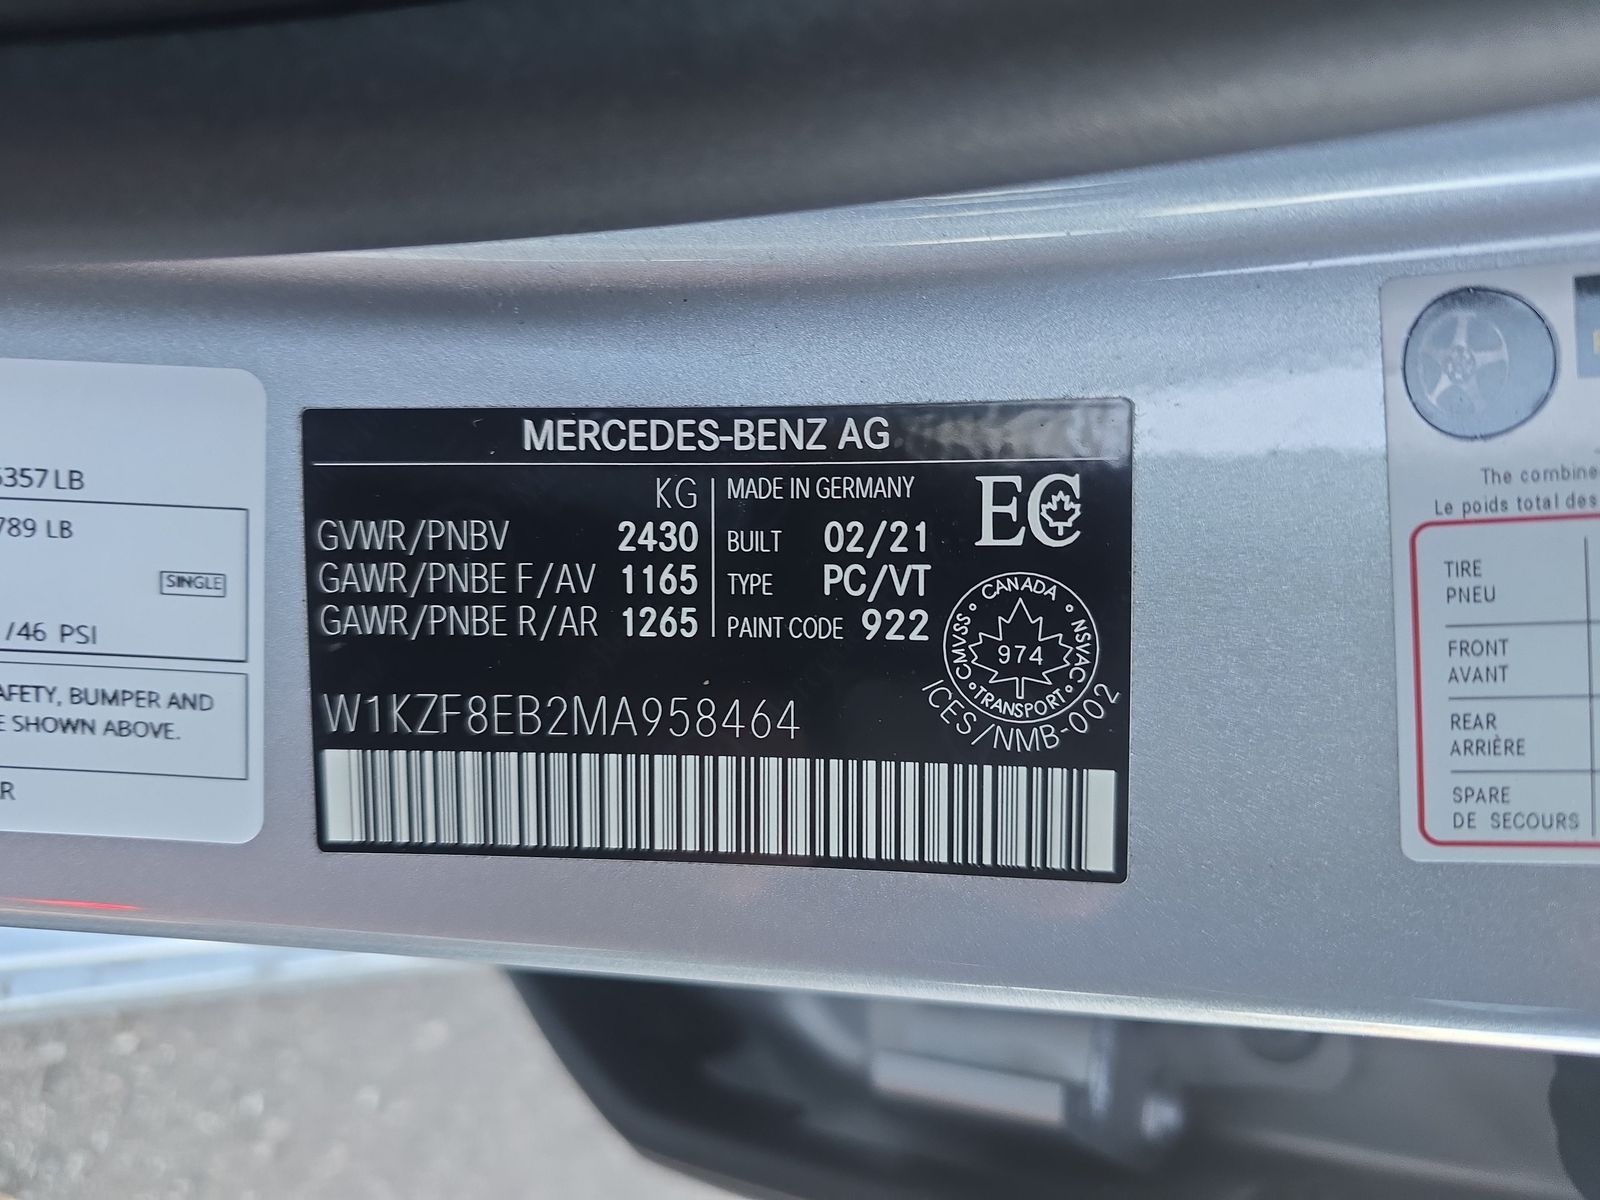 MERCEDES-BENZ AG
KG
GVWR/PNBV 2430
GAWR/PNBE F/AV 1165
GAWR/PNBE R/AR 1265
MADE IN GERMANY
BUILT 02/21
TYPE PC/VT
PAINT CODE 922
EC
CANADA
NSVAC
TRANSPORT
CMVSS
974
ICES/NMB-002
W1KZF8EB2MA958464
LB
789 LB
SINGLE
/46 PSI
BUMPER AND
SHOWN ABOVE.
The
Le poids total des
TIRE
PNEU
FRONT
AVANT
REAR
ARRIÈRE
SPARE
DE SECOURS